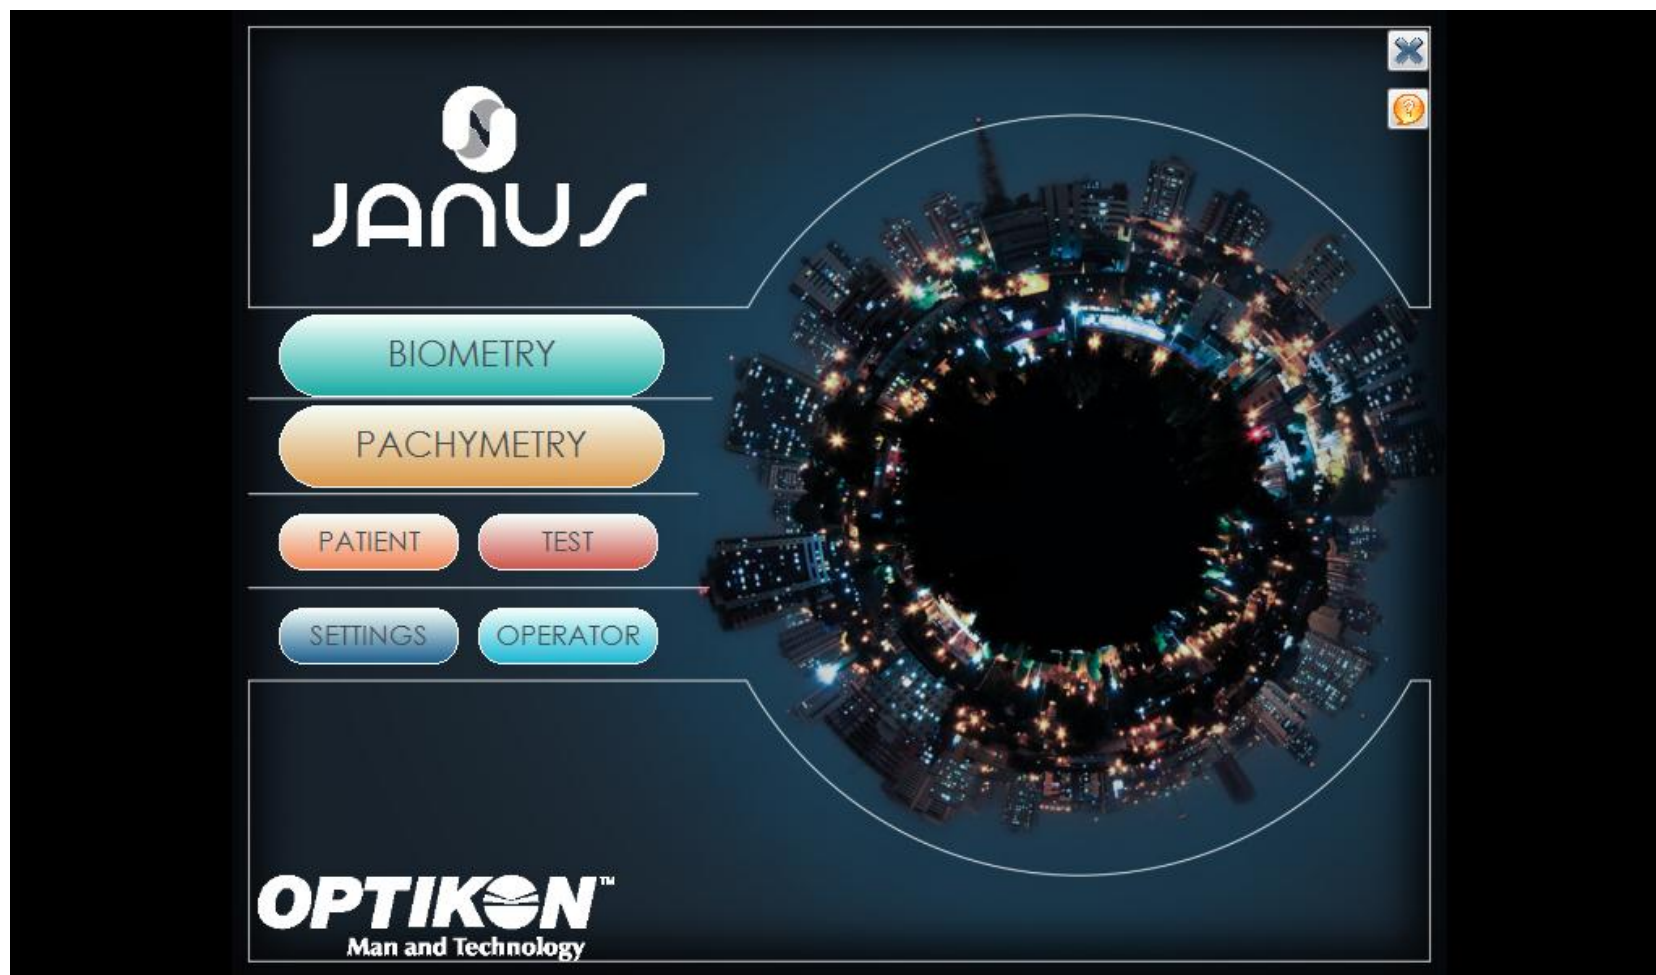 JANUS
BIOMETRY
PACHYMETRY
PATIENT
TEST
SETTINGS
OPERATOR
OPTIKON™
Man and Technology